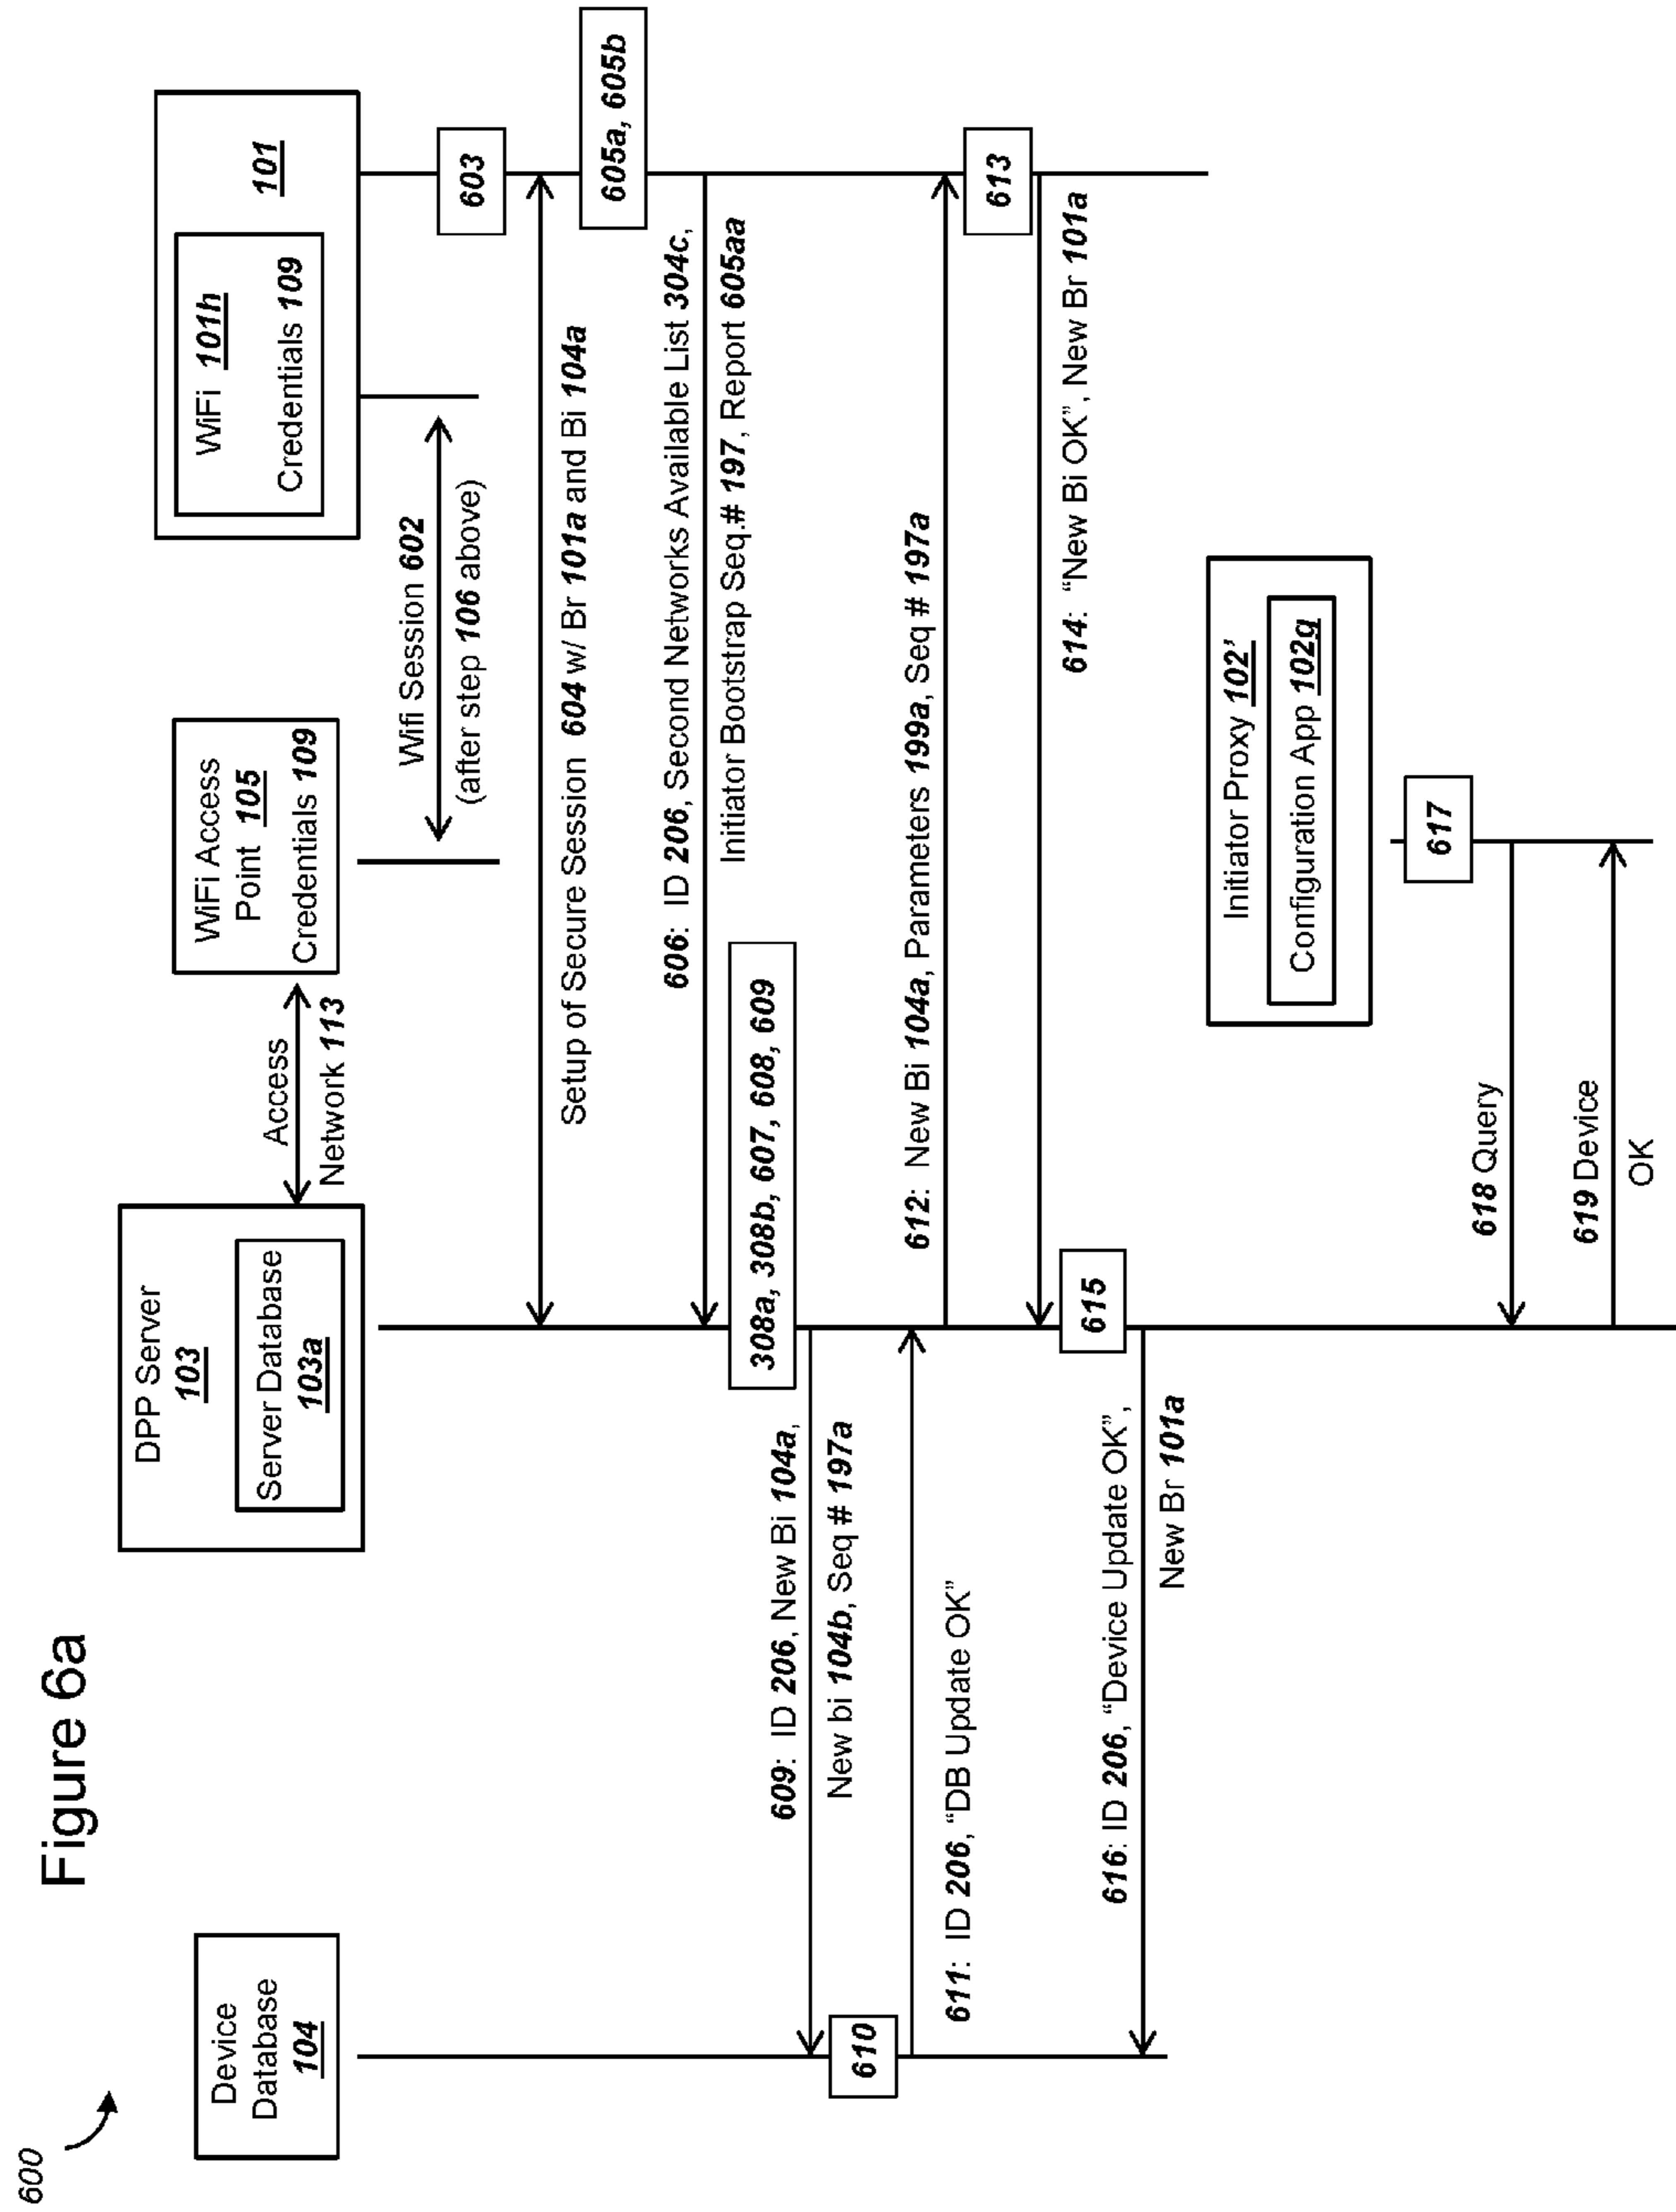 Figure 6a
600
Device
Database
104
DPP Server
103
Server Database
103a
Access
Network 113
WiFi Access
Point 105
Credentials 109
WiFi 101h
Credentials 109
101
Wifi Session 602
(after step 106 above)
603
Setup of Secure Session 604 w/ Br 101a and Bi 104a
605a, 605b
606: ID 206, Second Networks Available List 304c,
Initiator Bootstrap Seq.# 197, Report 605aa
308a, 308b, 607, 608, 609
609: ID 206, New Bi 104a,
New bi 104b, Seq # 197a
610
611: ID 206, “DB Update OK”
612: New Bi 104a, Parameters 199a, Seq # 197a
613
614: “New Bi OK”, New Br 101a
615
616: ID 206, “Device Update OK”,
New Br 101a
Initiator Proxy 102’
Configuration App 102g
617
618 Query
619 Device
OK